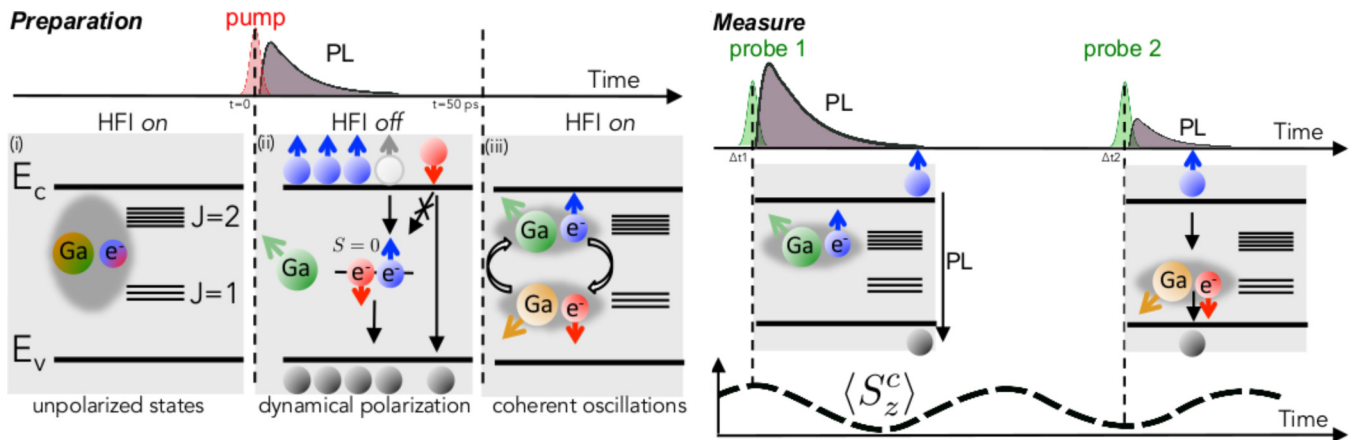 Preparation
pump
PL
Time
t=0
t=50 ps
HFI on
HFI off
HFI on
(i)
(ii)
(iii)
E_c
J=2
Ga
e⁻
J=1
E_v
S = 0
Ga
e⁻
e⁻
Ga
e⁻
Ga
e⁻
unpolarized states
dynamical polarization
coherent oscillations
Measure
probe 1
probe 2
PL
PL
Time
Δt1
Δt2
Ga
e⁻
PL
Ga
e⁻
⟨S_z^c⟩
Time